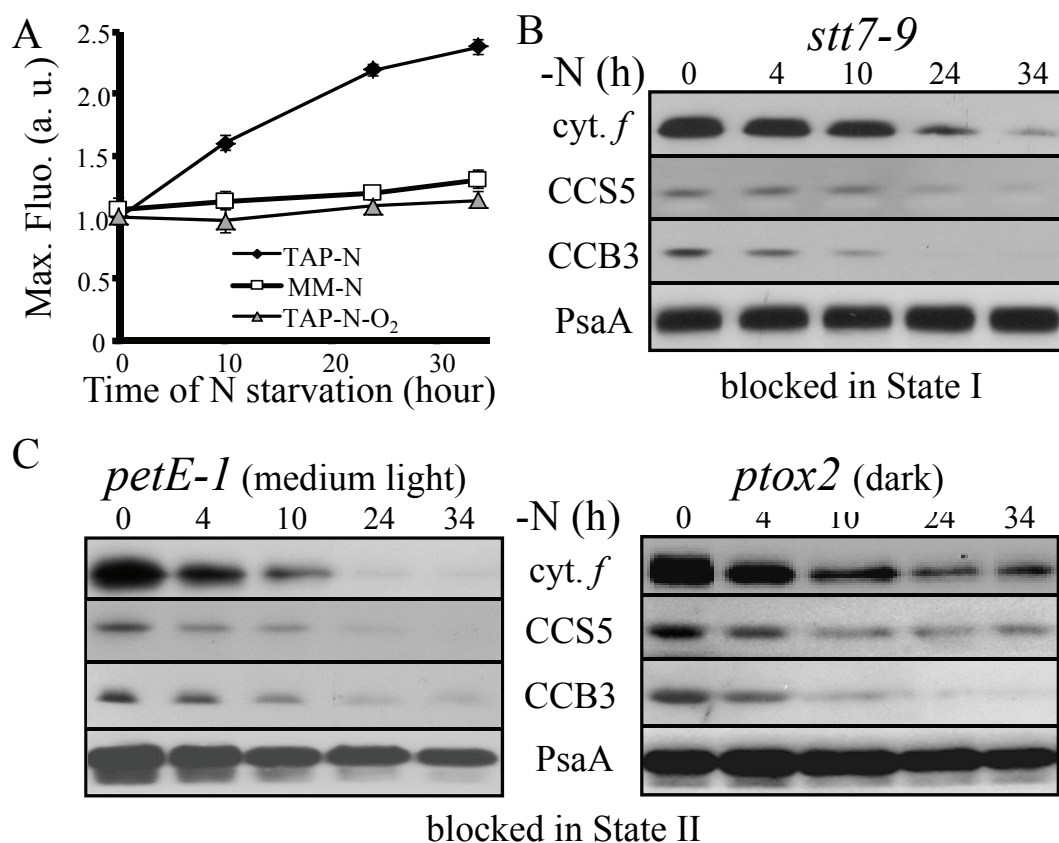 A
Max. Fluo. (a. u.)
2.5
2.0
1.5
1.0
0.5
0
TAP-N
MM-N
TAP-N-O₂
0 10 20 30
Time of N starvation (hour)
B
stt7-9
-N (h) 0 4 10 24 34
cyt. f
CCS5
CCB3
PsaA
blocked in State I
C
petE-1 (medium light)
0 4 10 24 34
ptox2 (dark)
-N (h) 0 4 10 24 34
cyt. f
CCS5
CCB3
PsaA
blocked in State II